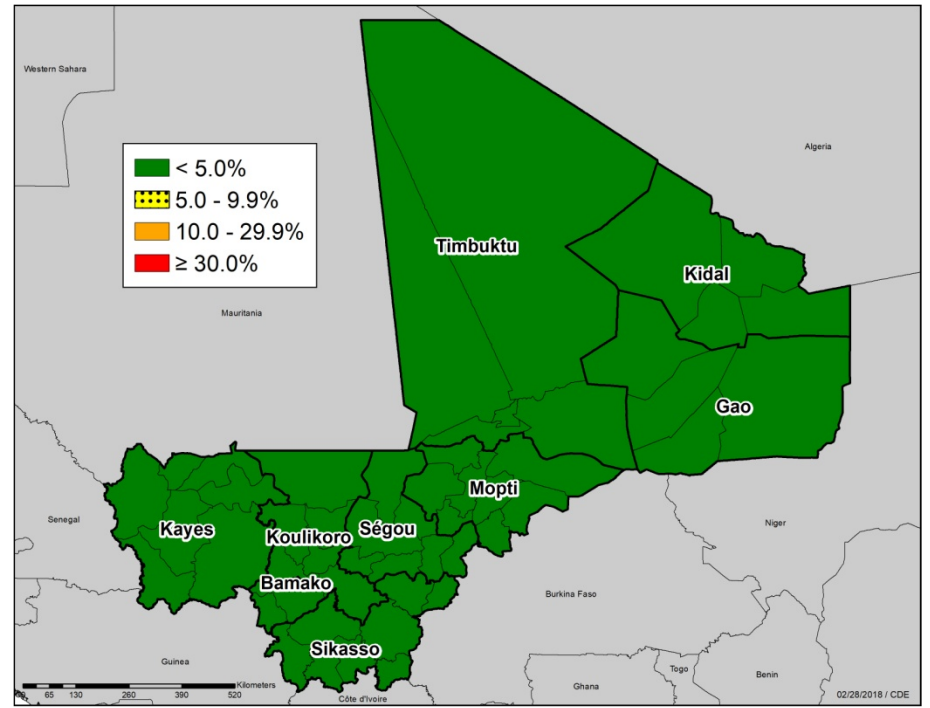 Western Sahara
Algeria
< 5.0%
5.0 - 9.9%
10.0 - 29.9%
≥ 30.0%
Timbuktu
Kidal
Mauritania
Gao
Mopti
Senegal
Kayes
Koulikoro
Ségou
Niger
Bamako
Burkina Faso
Sikasso
Guinea
Togo
Benin
Ghana
Kilometers
65 130 260 390 520
Côte d'Ivoire
02/28/2018 / CDE